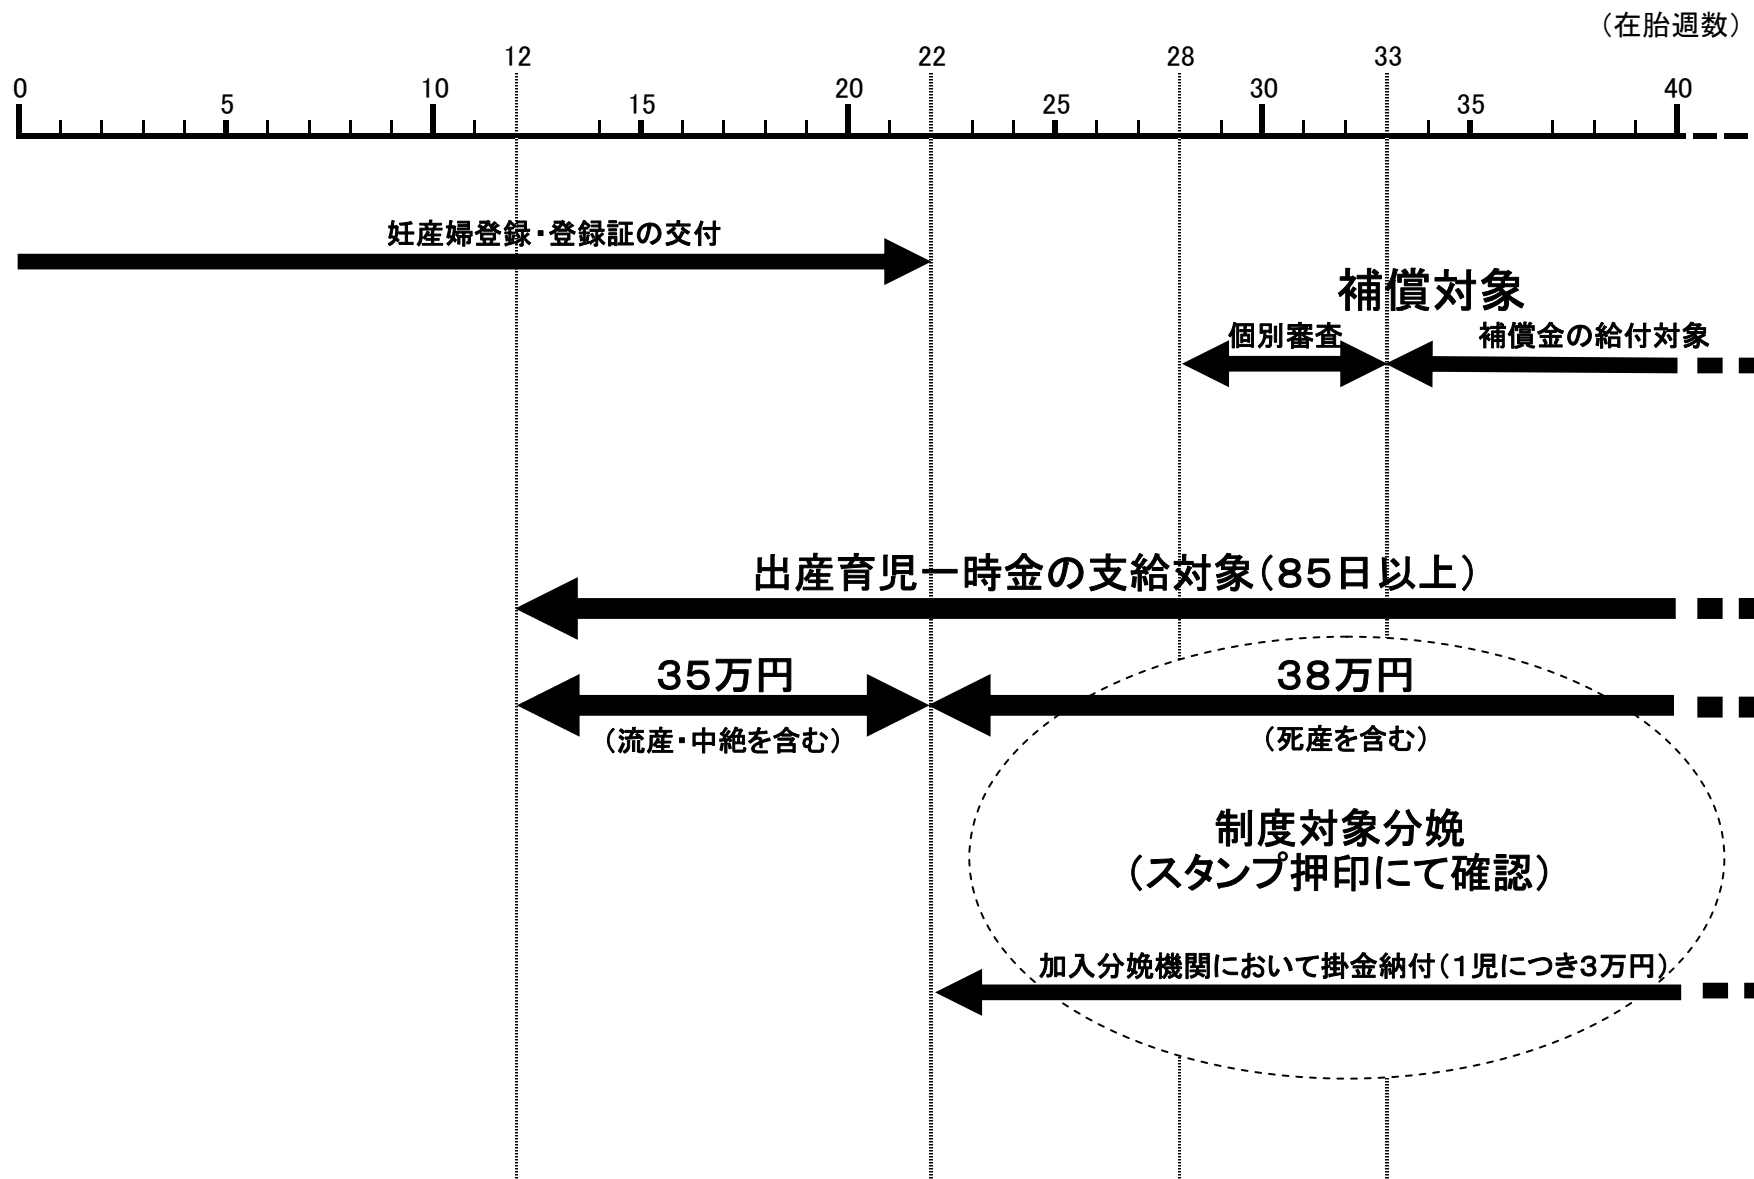 （在胎週数）
12 22 28 33
0 5 10 15 20 25 30 35 40
妊産婦登録・登録証の交付
補償対象
個別審査 補償金の給付対象
出産育児一時金の支給対象（８５日以上）
３５万円 ３８万円
（流産・中絶を含む） （死産を含む）
制度対象分娩
（スタンプ押印にて確認）
加入分娩機関において掛金納付（１児につき３万円）